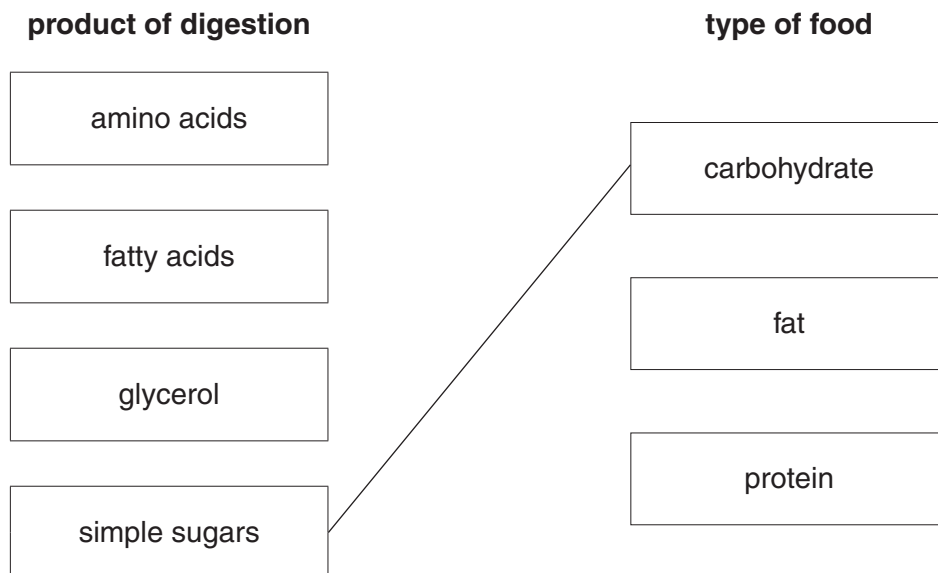 product of digestion
type of food
amino acids
carbohydrate
fatty acids
fat
glycerol
protein
simple sugars